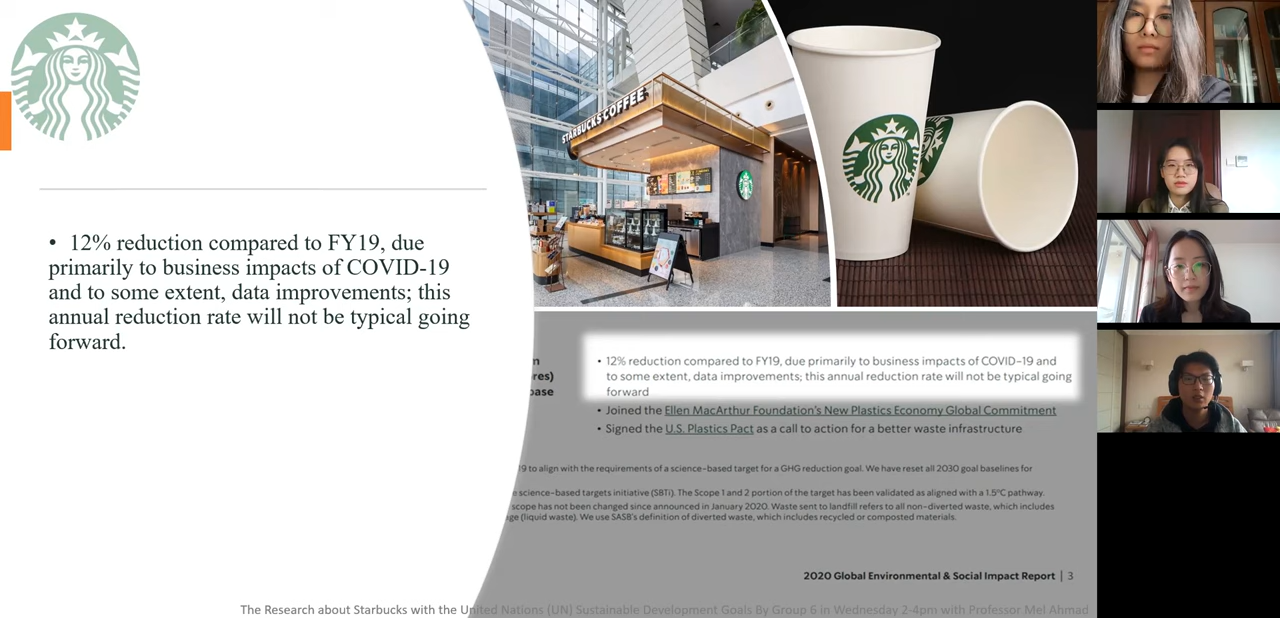 • 12% reduction compared to FY19, due
primarily to business impacts of COVID-19
and to some extent, data improvements; this
annual reduction rate will not be typical going
forward.
STARBUCKS COFFEE
n
res)
base
• 12% reduction compared to FY19, due primarily to business impacts of COVID-19 and
to some extent, data improvements; this annual reduction rate will not be typical going
forward
• Joined the Ellen MacArthur Foundation's New Plastics Economy Global Commitment
• Signed the U.S. Plastics Pact as a call to action for a better waste infrastructure
19 to align with the requirements of a science-based target for a GHG reduction goal. We have reset all 2030 goal baselines for
e science-based targets initiative (SBTi). The Scope 1 and 2 portion of the target has been validated as aligned with a 1.5°C pathway.
scope has not been changed since announced in January 2020. Waste sent to landfill refers to all non-diverted waste, which includes
ge (liquid waste). We use SASB's definition of diverted waste, which includes recycled or composted materials.
2020 Global Environmental & Social Impact Report | 3
The Research about Starbucks with the United Nations (UN) Sustainable Development Goals By Group 6 in Wednesday 2-4pm with Professor Mel Ahmad